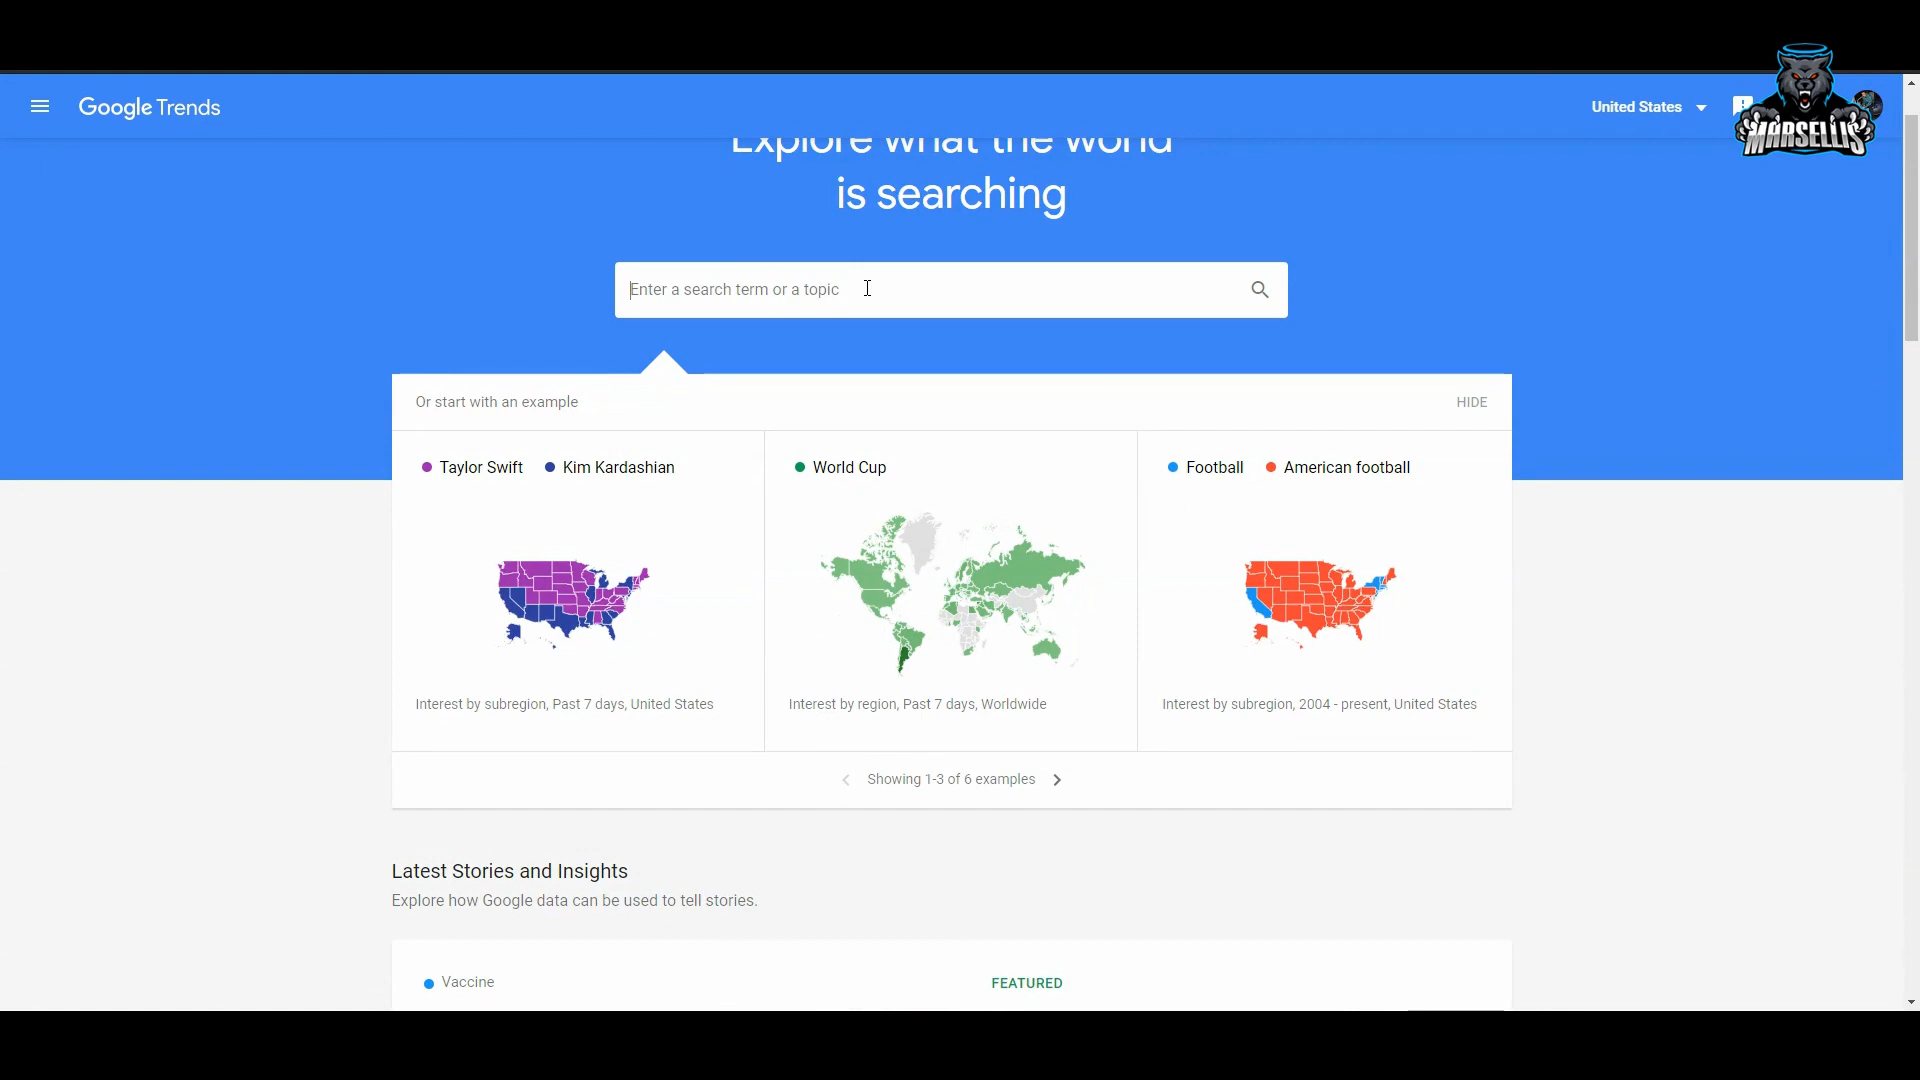 Google Trends
United States
MARSELLIS
Explore what the world
is searching
Enter a search term or a topic
Or start with an example
HIDE
Taylor Swift
Kim Kardashian
World Cup
Football
American football
Interest by subregion, Past 7 days, United States
Interest by region, Past 7 days, Worldwide
Interest by subregion, 2004 - present, United States
Showing 1-3 of 6 examples
Latest Stories and Insights
Explore how Google data can be used to tell stories.
Vaccine
FEATURED